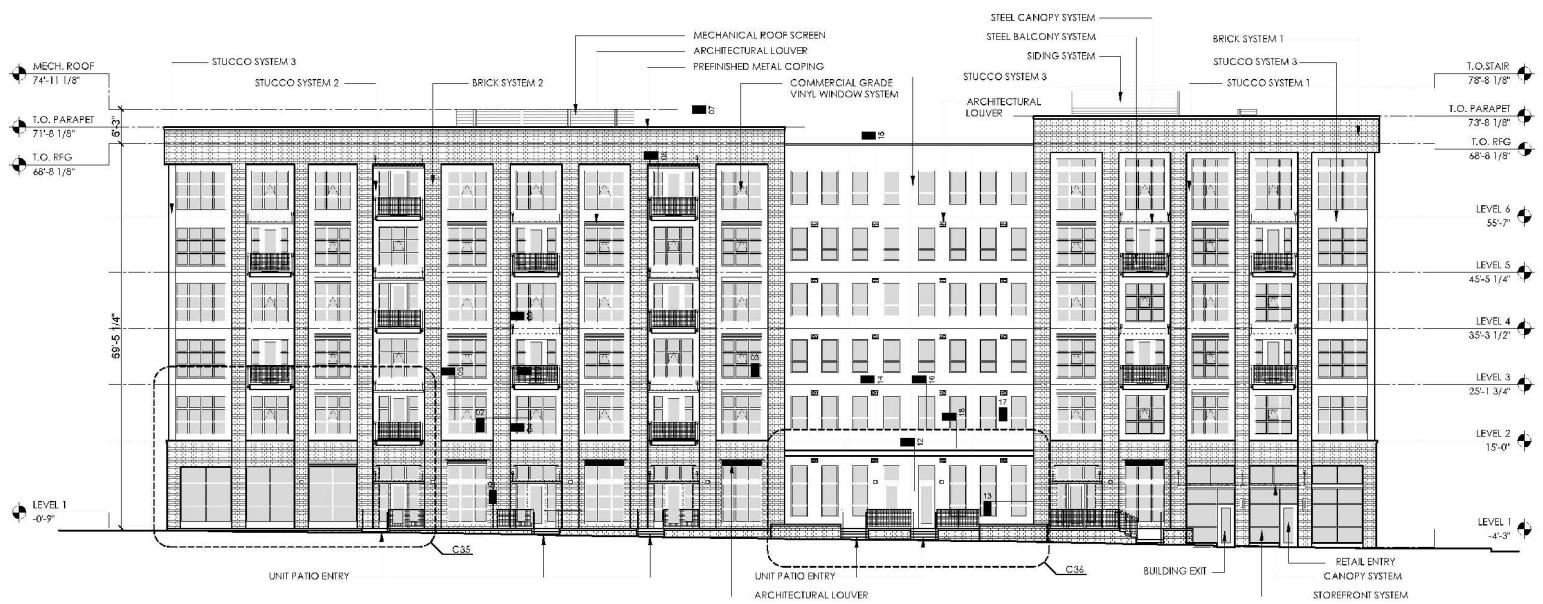 STEEL CANOPY SYSTEM
MECHANICAL ROOF SCREEN
STEEL BALCONY SYSTEM
BRICK SYSTEM 1
ARCHITECTURAL LOUVER
SIDING SYSTEM
STUCCO SYSTEM 3
STUCCO SYSTEM 3
MECH. ROOF
74'-11 1/8"
PREFINISHED METAL COPING
T.O.STAIR
78'-8 1/8"
STUCCO SYSTEM 2
BRICK SYSTEM 2
COMMERCIAL GRADE
VINYL WINDOW SYSTEM
STUCCO SYSTEM 3
STUCCO SYSTEM 1
ARCHITECTURAL
LOUVER
07
T.O. PARAPET
71'-8 1/8"
6'-3"
T.O. PARAPET
73'-8 1/8"
15
T.O. RFG
68'-8 1/8"
T.O. RFG
68'-8 1/8"
LEVEL 6
55'-7"
LEVEL 5
45'-5 1/4"
69'-5 1/4"
LEVEL 4
35'-3 1/2"
03
14
16
LEVEL 3
25'-1 3/4"
02
18
17
12
LEVEL 2
15'-0"
13
LEVEL 1
-0'-9"
LEVEL 1
-4'-3"
C35
C36
UNIT PATIO ENTRY
UNIT PATIO ENTRY
ARCHITECTURAL LOUVER
BUILDING EXIT
RETAIL ENTRY
CANOPY SYSTEM
STOREFRONT SYSTEM